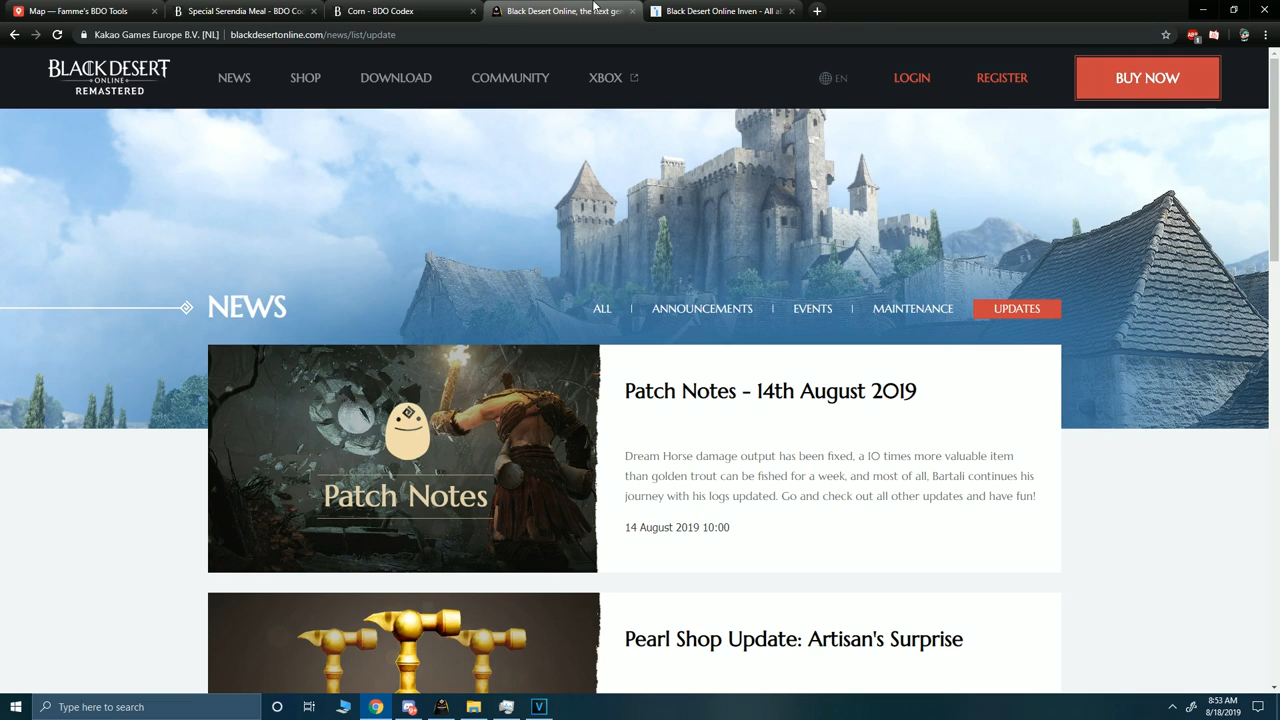 Map — Famme's BDO Tools
Special Serendia Meal - BDO Co
Corn - BDO Codex
Black Desert Online, the next ge
Black Desert Online Inven - All ab
Kakao Games Europe B.V. [NL]
blackdesertonline.com/news/list/update
BLACK DESERT
ONLINE
REMASTERED
NEWS
SHOP
DOWNLOAD
COMMUNITY
XBOX
EN
LOGIN
REGISTER
BUY NOW
NEWS
ALL
ANNOUNCEMENTS
EVENTS
MAINTENANCE
UPDATES
Patch Notes
Patch Notes - 14th August 2019
Dream Horse damage output has been fixed, a 10 times more valuable item
than golden trout can be fished for a week, and most of all, Bartali continues his
journey with his logs updated. Go and check out all other updates and have fun!
14 August 2019 10:00
Pearl Shop Update: Artisan's Surprise
Type here to search
8:53 AM
8/18/2019